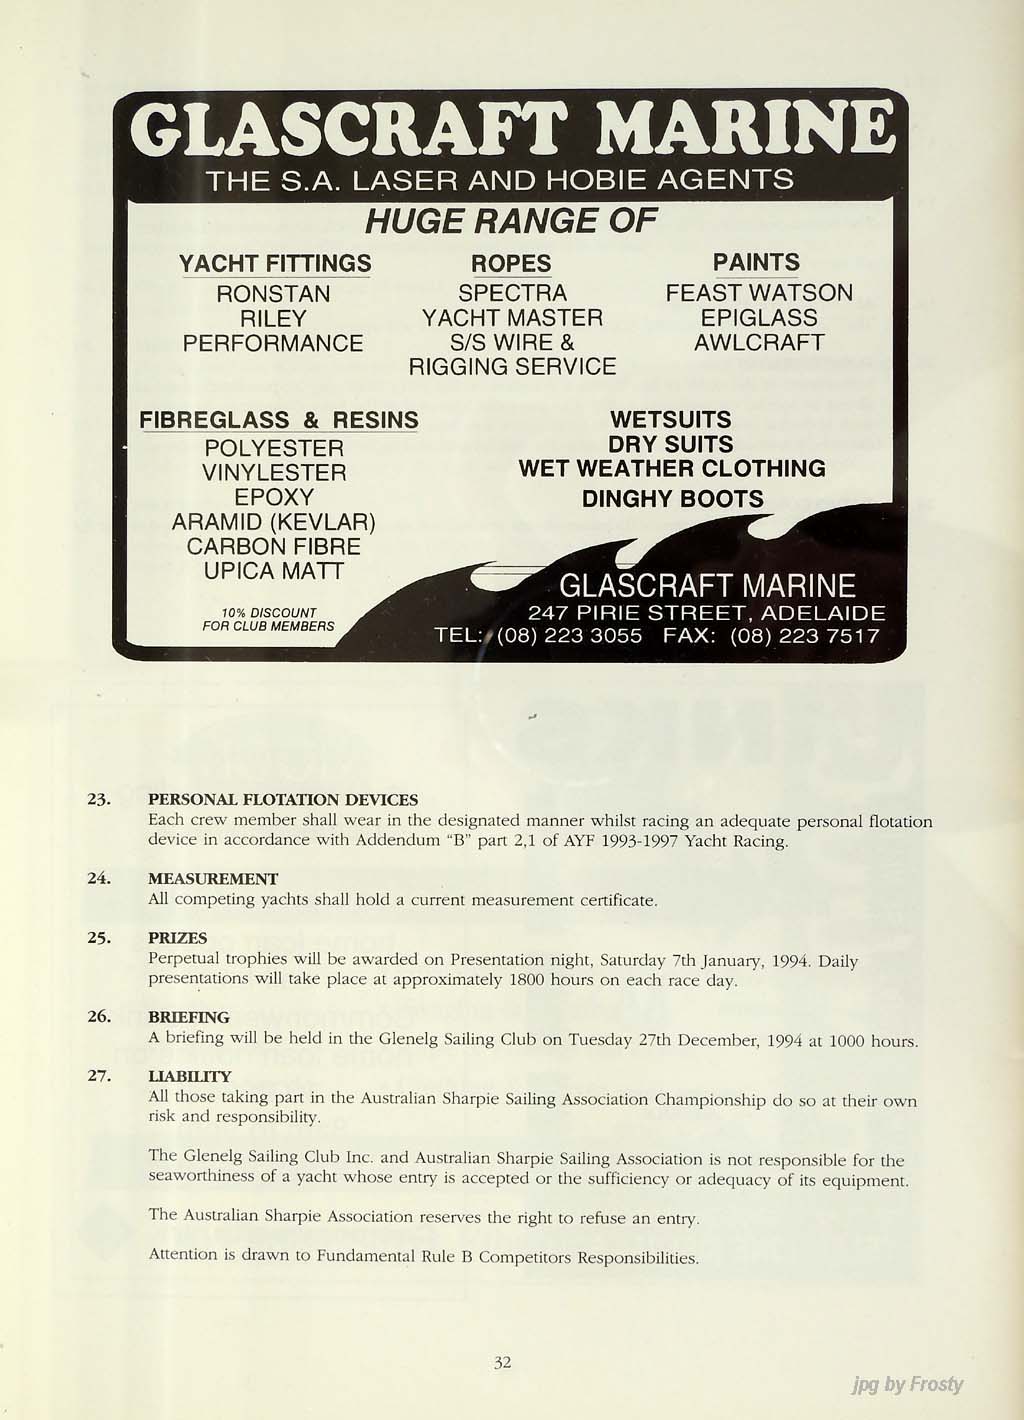 GLASCRAFT MARINE
THE S.A. LASER AND HOBIE AGENTS
HUGE RANGE OF
YACHT FITTINGS
RONSTAN
RILEY
PERFORMANCE
ROPES
SPECTRA
YACHT MASTER
S/S WIRE &
RIGGING SERVICE
PAINTS
FEAST WATSON
EPIGLASS
AWLCRAFT
FIBREGLASS & RESINS
POLYESTER
VINYLESTER
EPOXY
ARAMID (KEVLAR)
CARBON FIBRE
UPICA MATT
10% DISCOUNT
FOR CLUB MEMBERS
WETSUITS
DRY SUITS
WET WEATHER CLOTHING
DINGHY BOOTS
GLASCRAFT MARINE
247 PIRIE STREET, ADELAIDE
TEL: (08) 223 3055 FAX: (08) 223 7517
23. PERSONAL FLOTATION DEVICES
Each crew member shall wear in the designated manner whilst racing an adequate personal flotation
device in accordance with Addendum "B" part 2,1 of AYF 1993-1997 Yacht Racing.
24. MEASUREMENT
All competing yachts shall hold a current measurement certificate.
25. PRIZES
Perpetual trophies will be awarded on Presentation night, Saturday 7th January, 1994. Daily
presentations will take place at approximately 1800 hours on each race day.
26. BRIEFING
A briefing will be held in the Glenelg Sailing Club on Tuesday 27th December, 1994 at 1000 hours.
27. LIABILITY
All those taking part in the Australian Sharpie Sailing Association Championship do so at their own
risk and responsibility.
The Glenelg Sailing Club Inc. and Australian Sharpie Sailing Association is not responsible for the
seaworthiness of a yacht whose entry is accepted or the sufficiency or adequacy of its equipment.
The Australian Sharpie Association reserves the right to refuse an entry.
Attention is drawn to Fundamental Rule B Competitors Responsibilities.
32
jpg by Frosty